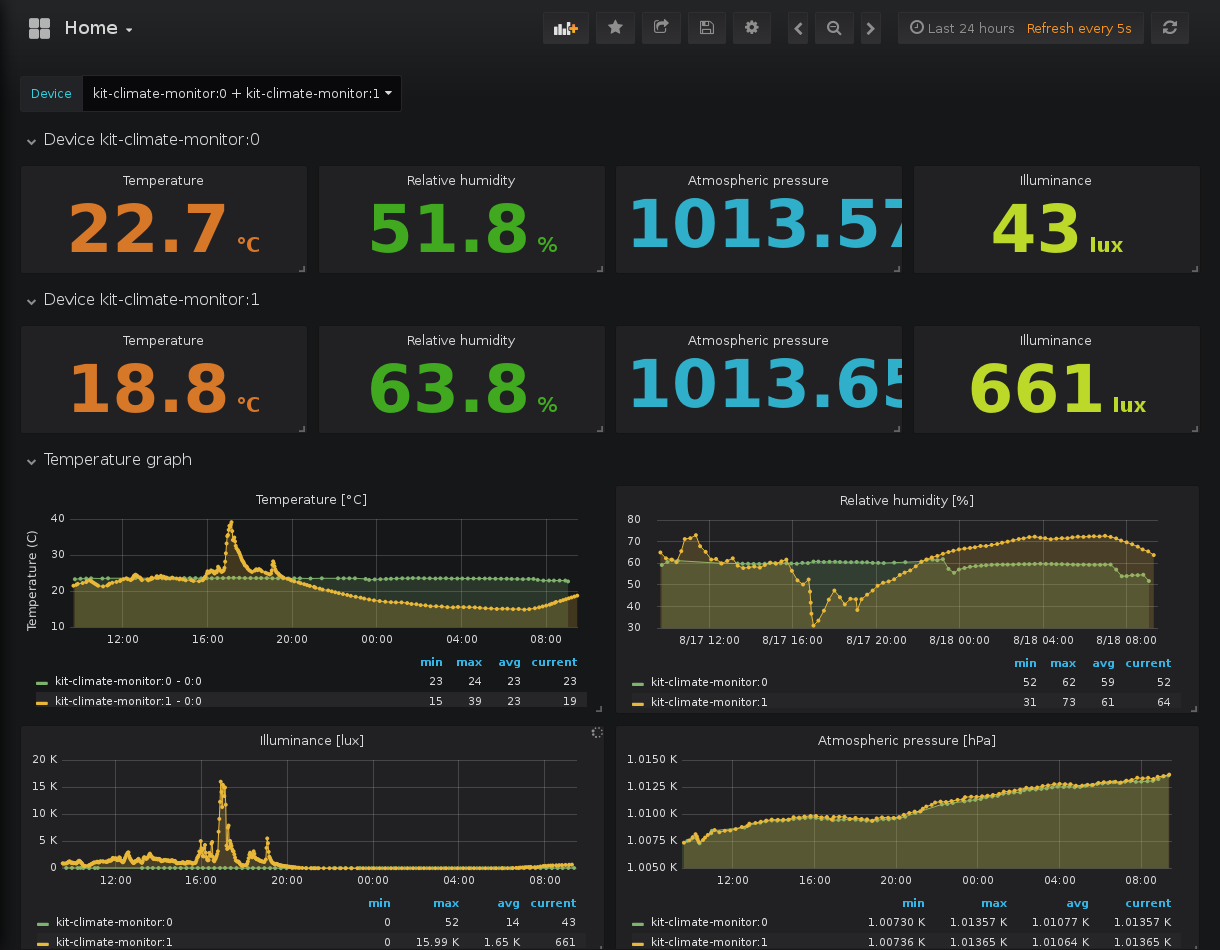 Home
Last 24 hours Refresh every 5s
Device kit-climate-monitor:0 + kit-climate-monitor:1
Device kit-climate-monitor:0
Temperature Relative humidity Atmospheric pressure Illuminance
22.7 °C 51.8 % 1013.57 43 lux
Device kit-climate-monitor:1
Temperature Relative humidity Atmospheric pressure Illuminance
18.8 °C 63.8 % 1013.65 661 lux
Temperature graph
Temperature [°C]
Temperature (C)
40
30
20
10
12:00 16:00 20:00 00:00 04:00 08:00
min max avg current
kit-climate-monitor:0 - 0:0 23 24 23 23
kit-climate-monitor:1 - 0:0 15 39 23 19
Relative humidity [%]
80
70
60
50
40
30
8/17 12:00 8/17 16:00 8/17 20:00 8/18 00:00 8/18 04:00 8/18 08:00
min max avg current
kit-climate-monitor:0 52 62 59 52
kit-climate-monitor:1 31 73 61 64
Illuminance [lux]
20 K
15 K
10 K
5 K
0
12:00 16:00 20:00 00:00 04:00 08:00
min max avg current
kit-climate-monitor:0 0 52 14 43
kit-climate-monitor:1 0 15.99 K 1.65 K 661
Atmospheric pressure [hPa]
1.0150 K
1.0125 K
1.0100 K
1.0075 K
1.0050 K
12:00 16:00 20:00 00:00 04:00 08:00
min max avg current
kit-climate-monitor:0 1.00730 K 1.01357 K 1.01077 K 1.01357 K
kit-climate-monitor:1 1.00736 K 1.01365 K 1.01064 K 1.01365 K